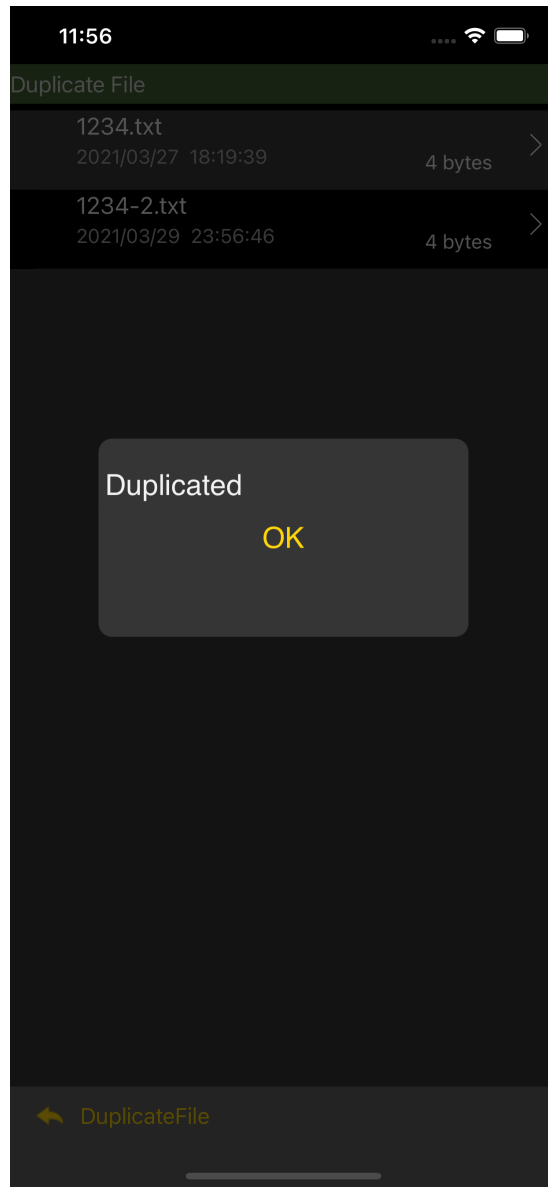 11:56
Duplicate File
1234.txt
2021/03/27 18:19:39
4 bytes
1234-2.txt
2021/03/29 23:56:46
4 bytes
Duplicated
OK
DuplicateFile